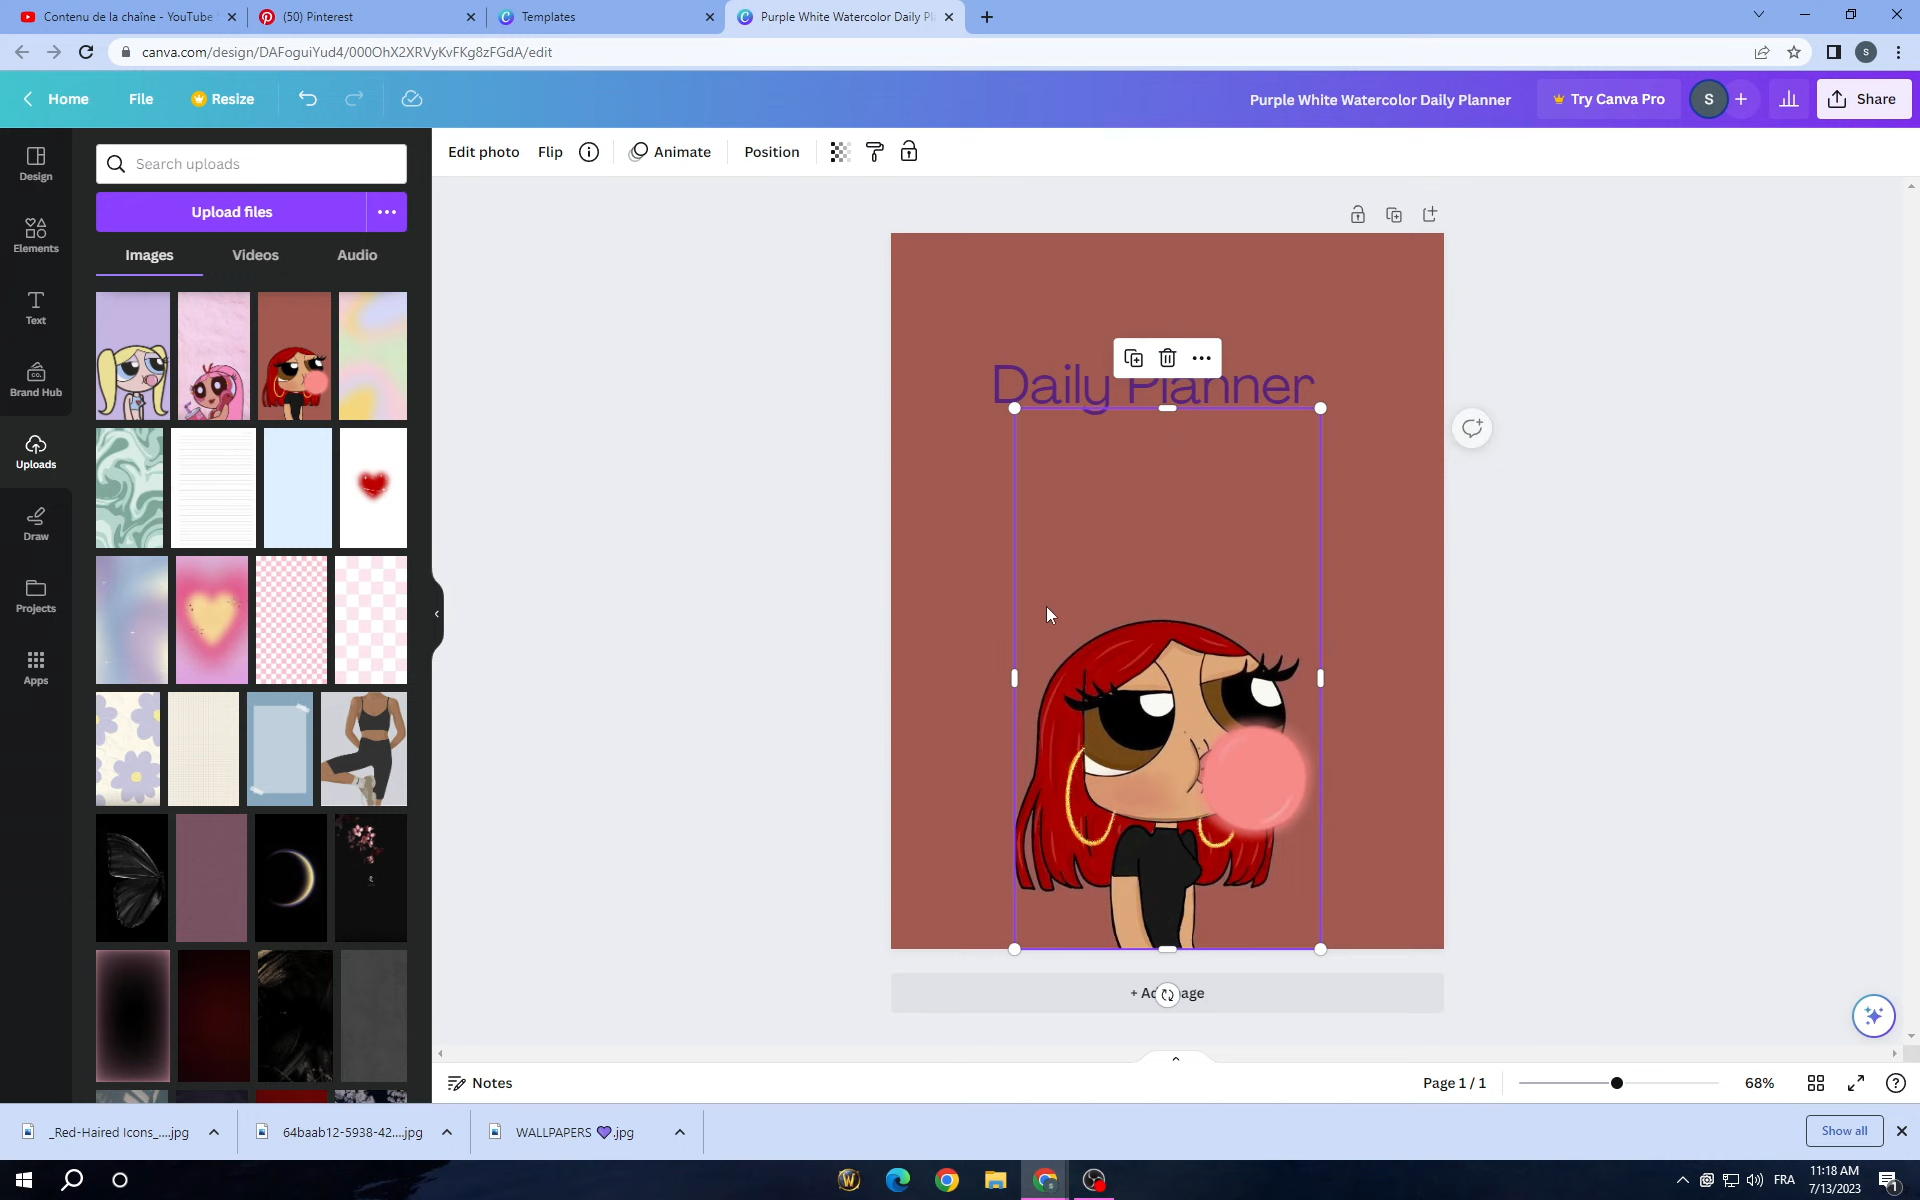 Contenu de la chaîne - YouTube
(50) Pinterest
Templates
Purple White Watercolor Daily Pl
canva.com/design/DAFoguiYud4/000OhX2XRVyKvFKg8zFGdA/edit
S
Home
File
Resize
Purple White Watercolor Daily Planner
Try Canva Pro
S
Share
Design
Elements
Text
Brand Hub
Uploads
Draw
Projects
Apps
Search uploads
Upload files
Images
Videos
Audio
Edit photo
Flip
Animate
Position
Daily Planner
+ Ad page
Notes
Page 1 / 1
68%
_Red-Haired Icons_....jpg
64baab12-5938-42....jpg
WALLPAPERS 💜.jpg
Show all
FRA
11:18 AM
7/13/2023
1